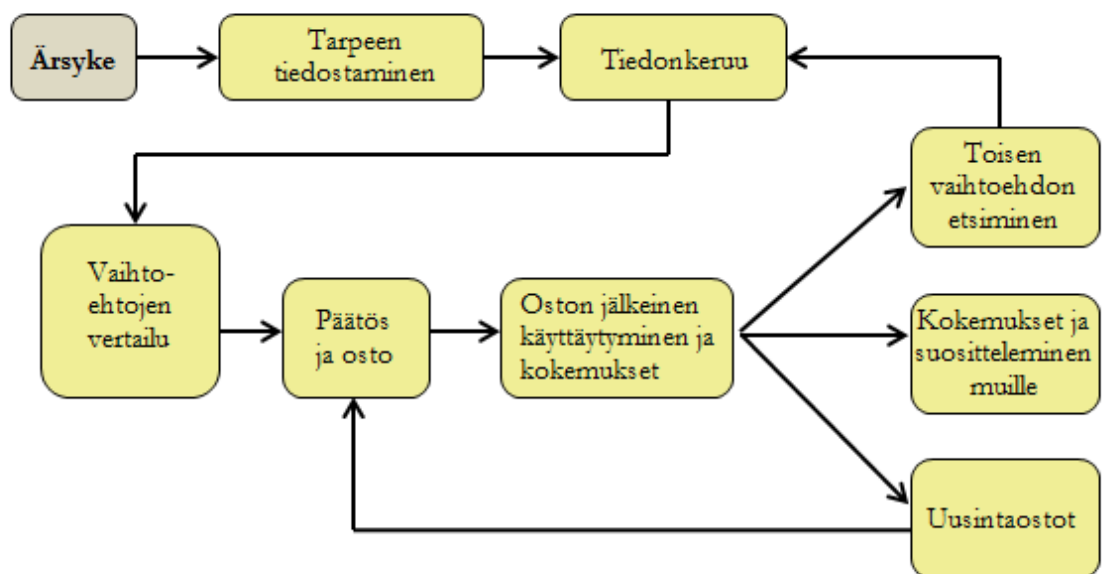 Ärsyke
Tarpeen
tiedostaminen
Tiedonkeruu
Toisen
vaihtoehdon
etsiminen
Vaihto-
ehtojen
vertailu
Päätös
ja osto
Oston jälkeinen
käyttäytyminen ja
kokemukset
Kokemukset ja
suositteleminen
muille
Uusintaostot